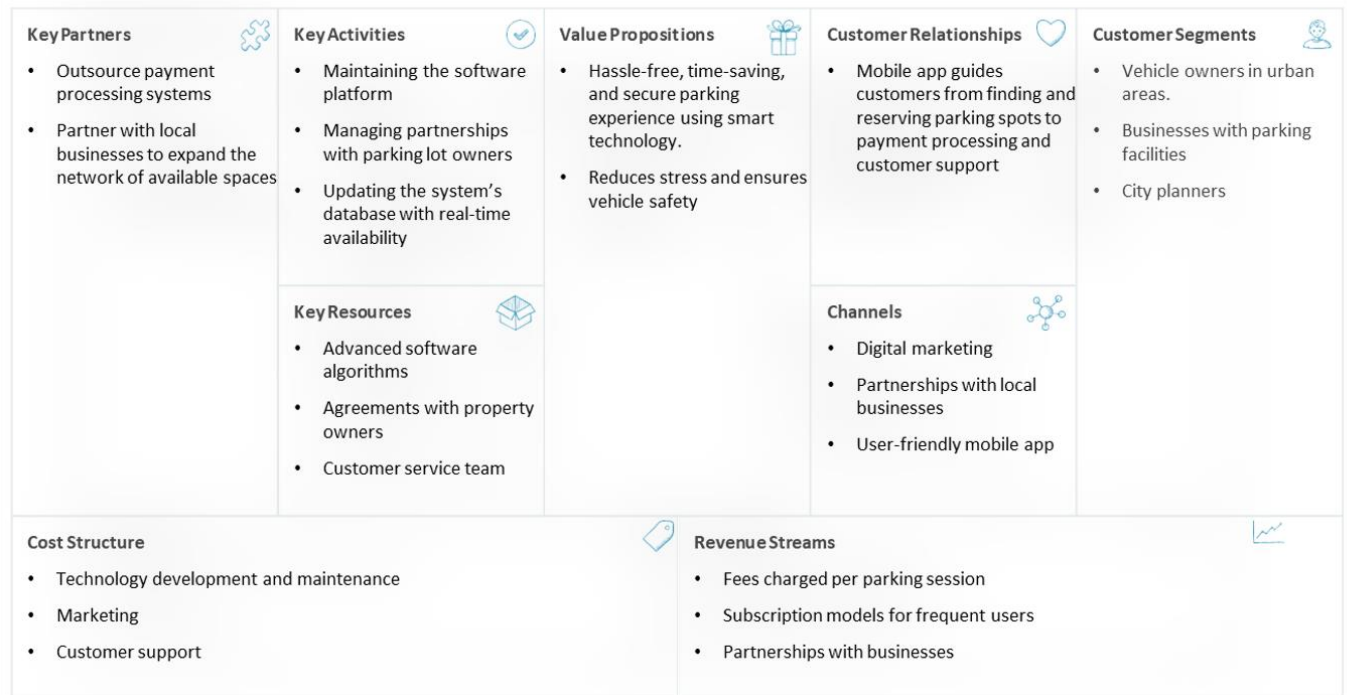 Key Partners
• Outsource payment
processing systems
• Partner with local
businesses to expand the
network of available spaces
Key Activities
• Maintaining the software
platform
• Managing partnerships
with parking lot owners
• Updating the system's
database with real-time
availability
Key Resources
• Advanced software
algorithms
• Agreements with property
owners
• Customer service team
Value Propositions
• Hassle-free, time-saving,
and secure parking
experience using smart
technology.
• Reduces stress and ensures
vehicle safety
Customer Relationships
• Mobile app guides
customers from finding and
reserving parking spots to
payment processing and
customer support
Channels
• Digital marketing
• Partnerships with local
businesses
• User-friendly mobile app
Customer Segments
• Vehicle owners in urban
areas.
• Businesses with parking
facilities
• City planners
Cost Structure
• Technology development and maintenance
• Marketing
• Customer support
Revenue Streams
• Fees charged per parking session
• Subscription models for frequent users
• Partnerships with businesses